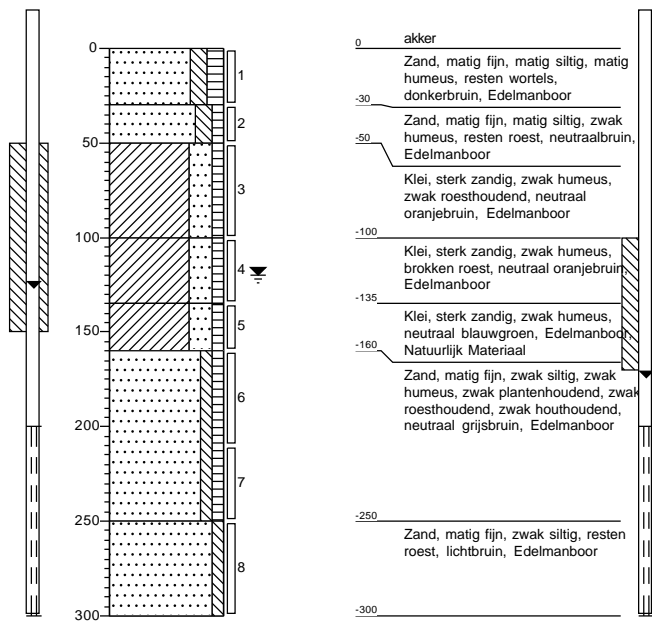 0
50
100
150
200
250
300
1
2
3
4
5
6
7
8
0
akker
Zand, matig fijn, matig siltig, matig
humeus, resten wortels,
donkerbruin, Edelmanboor
-30
Zand, matig fijn, matig siltig, zwak
humeus, resten roest, neutraalbruin,
Edelmanboor
-50
Klei, sterk zandig, zwak humeus,
zwak roesthoudend, neutraal
oranjebruin, Edelmanboor
-100
Klei, sterk zandig, zwak humeus,
brokken roest, neutraal oranjebruin,
Edelmanboor
-135
Klei, sterk zandig, zwak humeus,
neutraal blauwgroen, Edelmanboor,
Natuurlijk Materiaal
-160
Zand, matig fijn, zwak siltig, zwak
humeus, zwak plantenhoudend, zwak
roesthoudend, zwak houthoudend,
neutraal grijsbruin, Edelmanboor
-250
Zand, matig fijn, zwak siltig, resten
roest, lichtbruin, Edelmanboor
-300